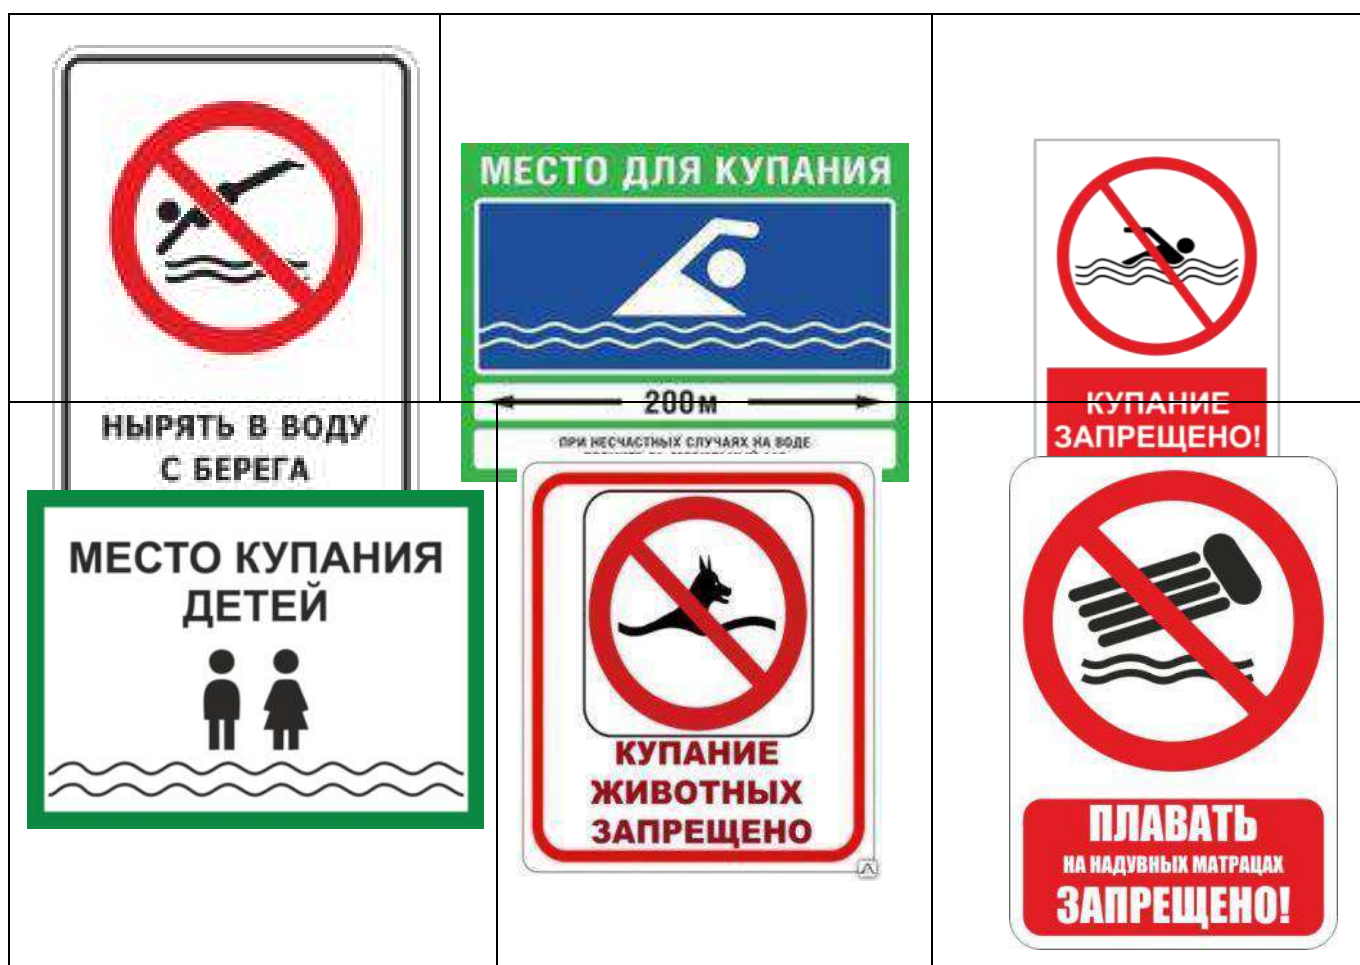 НЫРЯТЬ В ВОДУ
С БЕРЕГА
МЕСТО ДЛЯ КУПАНИЯ
200м
ПРИ НЕСЧАСТНЫХ СЛУЧАЯХ НА ВОДЕ
КУПАНИЕ
ЗАПРЕЩЕНО!
МЕСТО КУПАНИЯ
ДЕТЕЙ
КУПАНИЕ
ЖИВОТНЫХ
ЗАПРЕЩЕНО
ПЛАВАТЬ
НА НАДУВНЫХ МАТРАЦАХ
ЗАПРЕЩЕНО!